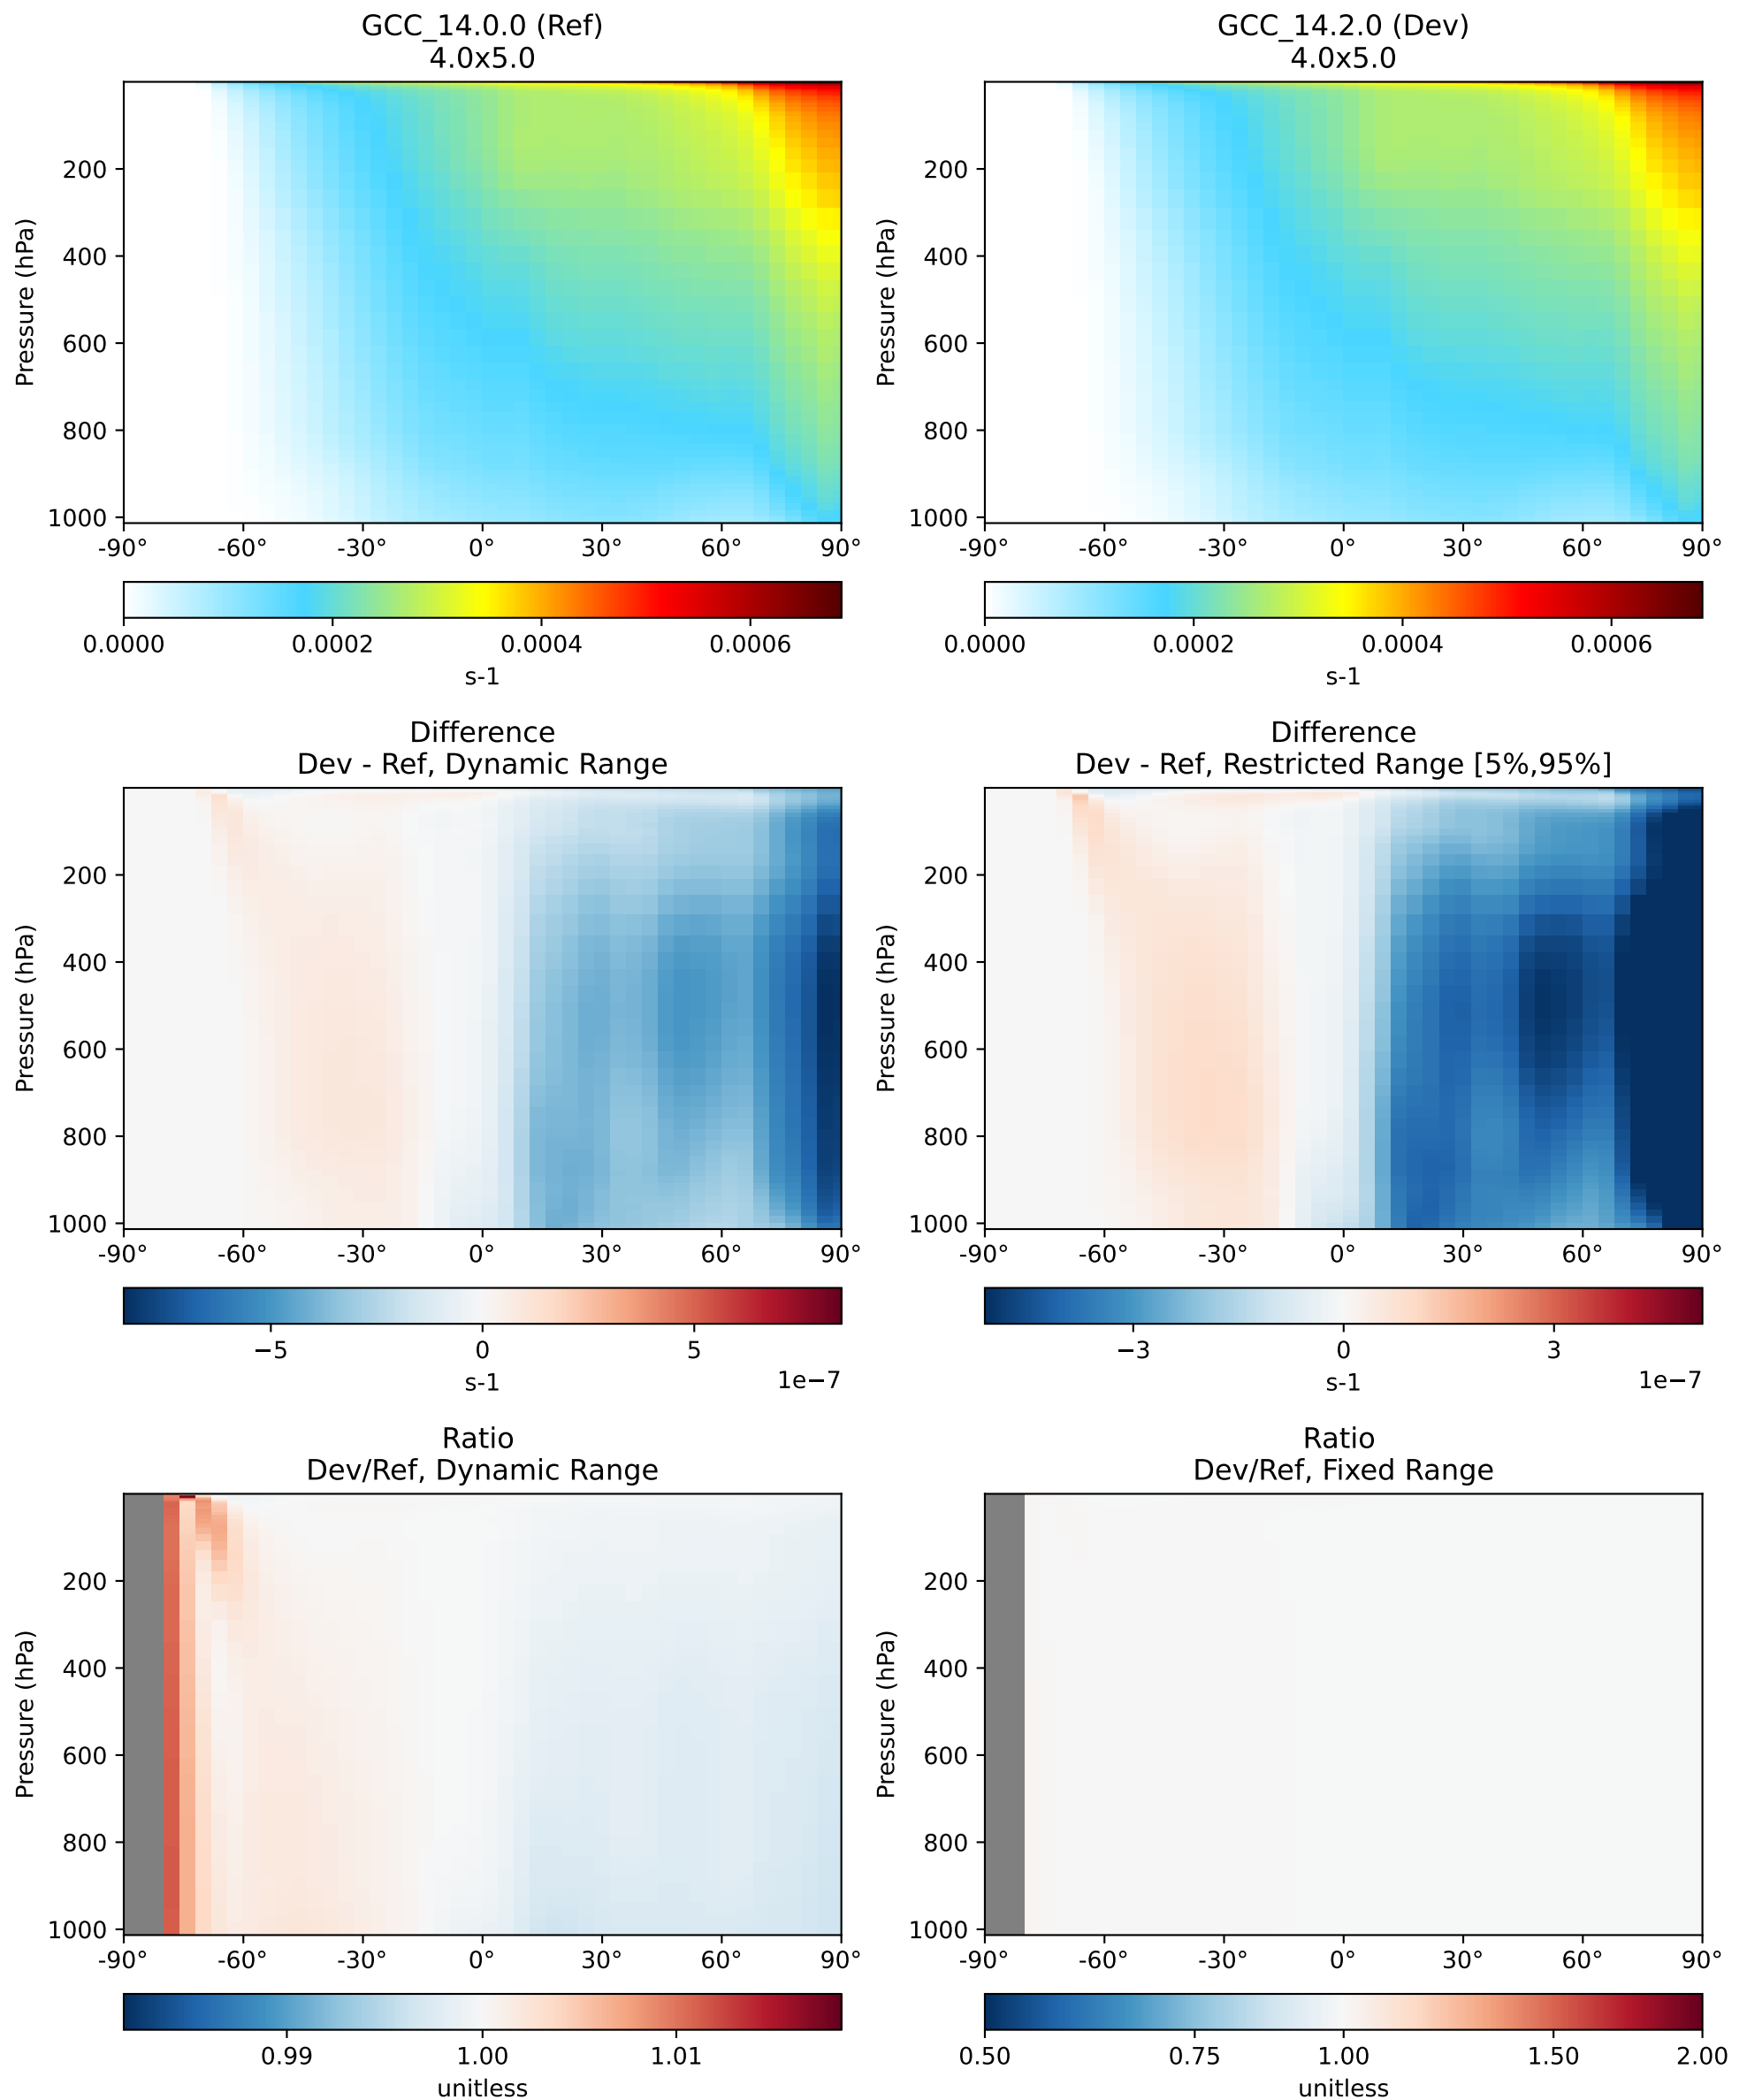 GCC_14.0.0 (Ref)
4.0x5.0
Pressure (hPa)
200
400
600
800
1000
-90° -60° -30° 0° 30° 60° 90°
0.0000 0.0002 0.0004 0.0006
s-1
GCC_14.2.0 (Dev)
4.0x5.0
Pressure (hPa)
200
400
600
800
1000
-90° -60° -30° 0° 30° 60° 90°
0.0000 0.0002 0.0004 0.0006
s-1
Difference
Dev - Ref, Dynamic Range
Pressure (hPa)
200
400
600
800
1000
-90° -60° -30° 0° 30° 60° 90°
−5 0 5
s-1 1e−7
Difference
Dev - Ref, Restricted Range [5%,95%]
Pressure (hPa)
200
400
600
800
1000
-90° -60° -30° 0° 30° 60° 90°
−3 0 3
s-1 1e−7
Ratio
Dev/Ref, Dynamic Range
Pressure (hPa)
200
400
600
800
1000
-90° -60° -30° 0° 30° 60° 90°
0.99 1.00 1.01
unitless
Ratio
Dev/Ref, Fixed Range
Pressure (hPa)
200
400
600
800
1000
-90° -60° -30° 0° 30° 60° 90°
0.50 0.75 1.00 1.50 2.00
unitless